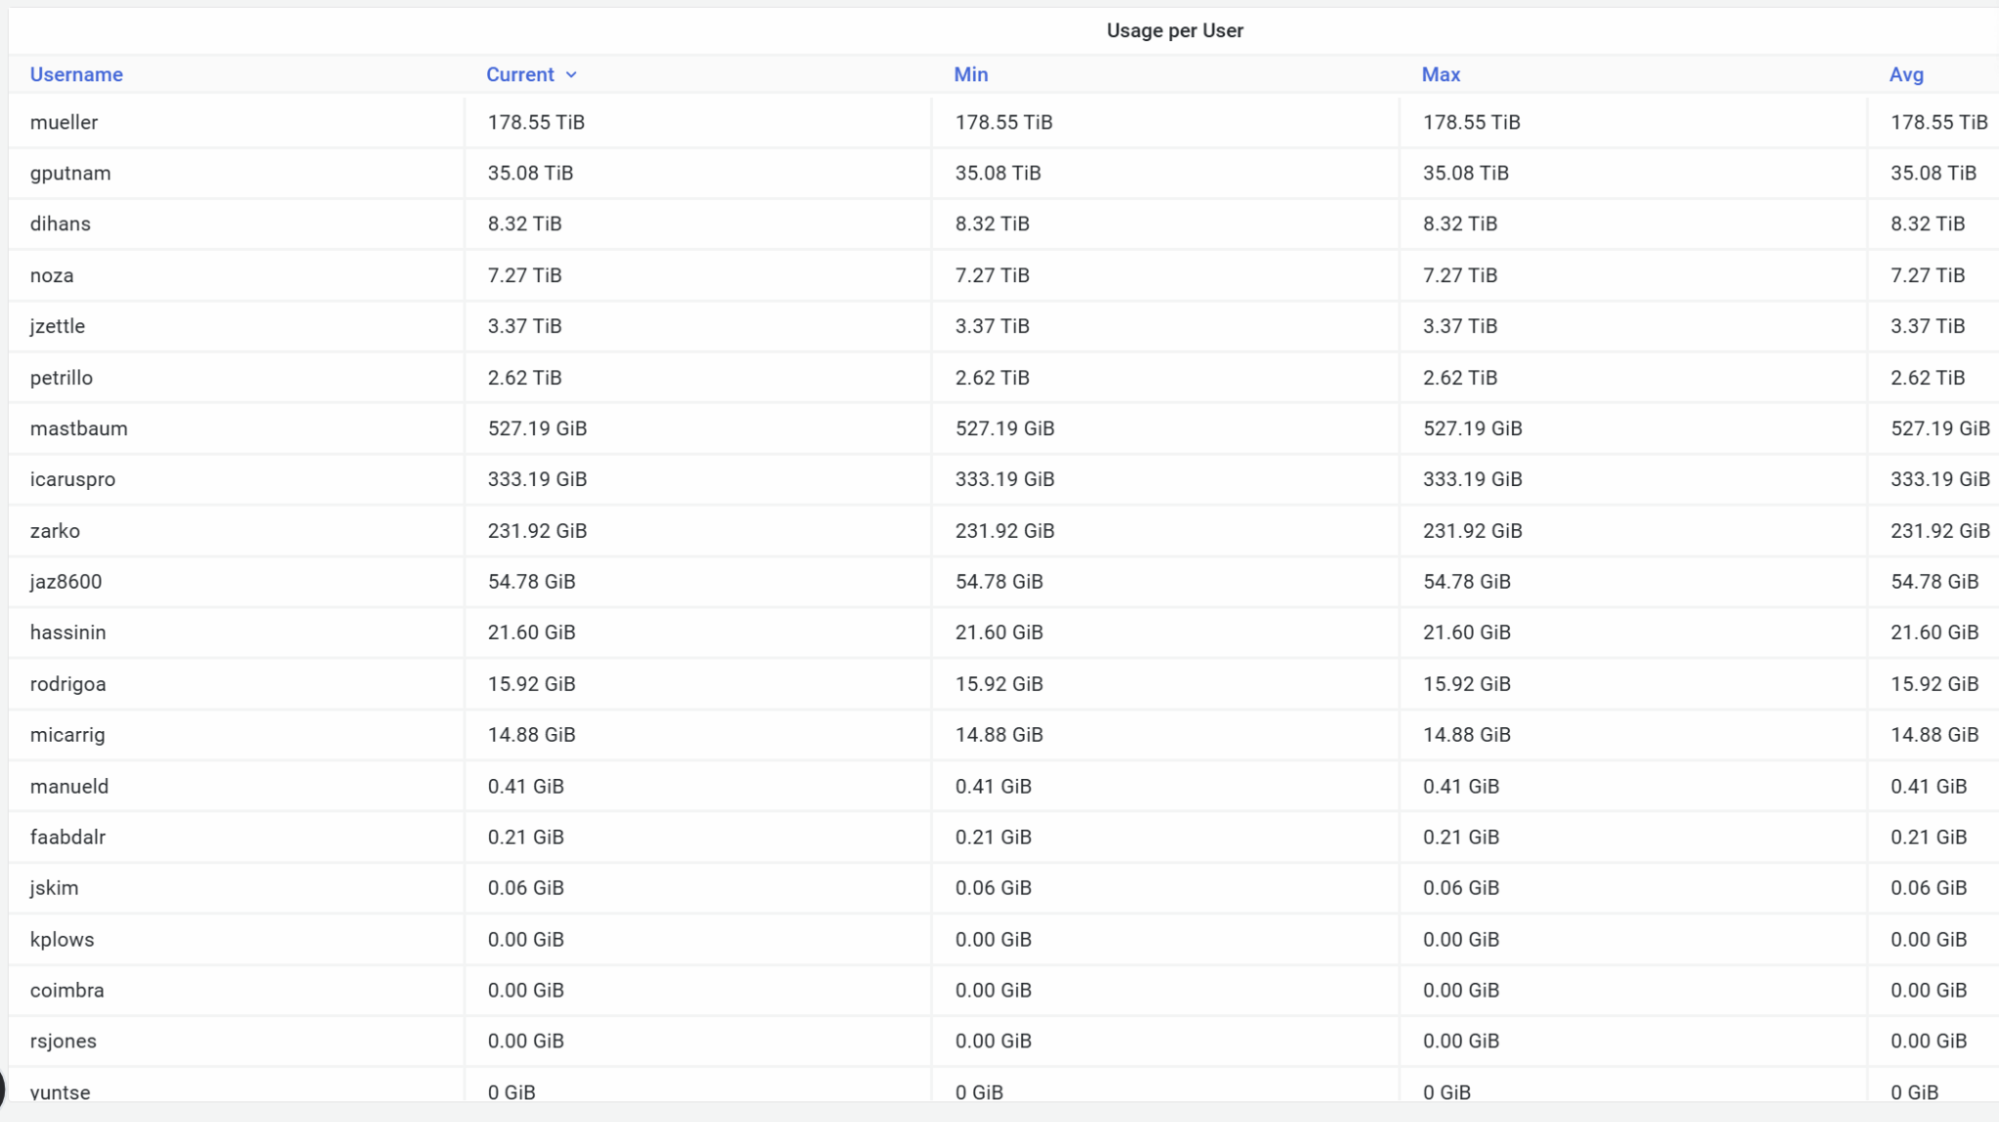 Usage per User
Username Current Min Max Avg
mueller 178.55 TiB 178.55 TiB 178.55 TiB 178.55 TiB
gputnam 35.08 TiB 35.08 TiB 35.08 TiB 35.08 TiB
dihans 8.32 TiB 8.32 TiB 8.32 TiB 8.32 TiB
noza 7.27 TiB 7.27 TiB 7.27 TiB 7.27 TiB
jzettle 3.37 TiB 3.37 TiB 3.37 TiB 3.37 TiB
petrillo 2.62 TiB 2.62 TiB 2.62 TiB 2.62 TiB
mastbaum 527.19 GiB 527.19 GiB 527.19 GiB 527.19 GiB
icaruspro 333.19 GiB 333.19 GiB 333.19 GiB 333.19 GiB
zarko 231.92 GiB 231.92 GiB 231.92 GiB 231.92 GiB
jaz8600 54.78 GiB 54.78 GiB 54.78 GiB 54.78 GiB
hassinin 21.60 GiB 21.60 GiB 21.60 GiB 21.60 GiB
rodrigoa 15.92 GiB 15.92 GiB 15.92 GiB 15.92 GiB
micarrig 14.88 GiB 14.88 GiB 14.88 GiB 14.88 GiB
manueld 0.41 GiB 0.41 GiB 0.41 GiB 0.41 GiB
faabdalr 0.21 GiB 0.21 GiB 0.21 GiB 0.21 GiB
jskim 0.06 GiB 0.06 GiB 0.06 GiB 0.06 GiB
kplows 0.00 GiB 0.00 GiB 0.00 GiB 0.00 GiB
coimbra 0.00 GiB 0.00 GiB 0.00 GiB 0.00 GiB
rsjones 0.00 GiB 0.00 GiB 0.00 GiB 0.00 GiB
yuntse 0 GiB 0 GiB 0 GiB 0 GiB